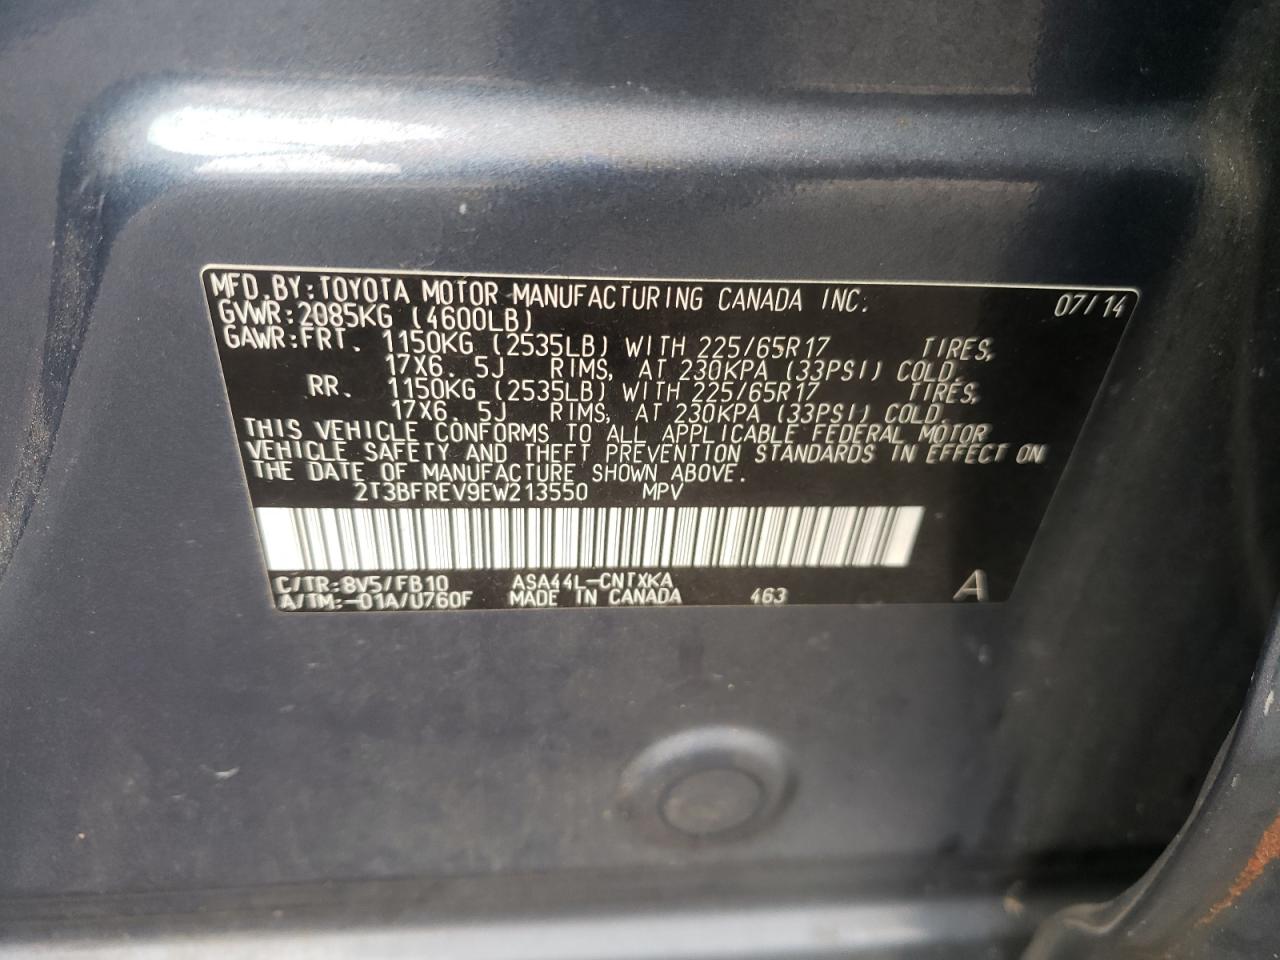 MFD. BY: TOYOTA MOTOR MANUFACTURING CANADA INC. 07/14
GVWR: 2085KG (4600LB)
GAWR: FRT. 1150KG (2535LB) WITH 225/65R17 TIRES,
17X6.5J RIMS, AT 230KPA (33PSI) COLD,
RR. 1150KG (2535LB) WITH 225/65R17 TIRES,
17X6.5J RIMS, AT 230KPA (33PSI) COLD.
THIS VEHICLE CONFORMS TO ALL APPLICABLE FEDERAL MOTOR
VEHICLE SAFETY AND THEFT PREVENTION STANDARDS IN EFFECT ON
THE DATE OF MANUFACTURE SHOWN ABOVE.
2T3BFREV9EW213550 MPV
C/TR: 8V5/FB10 ASA44L-CNTXKA
A/TM: -01A/U760F MADE IN CANADA 463 A